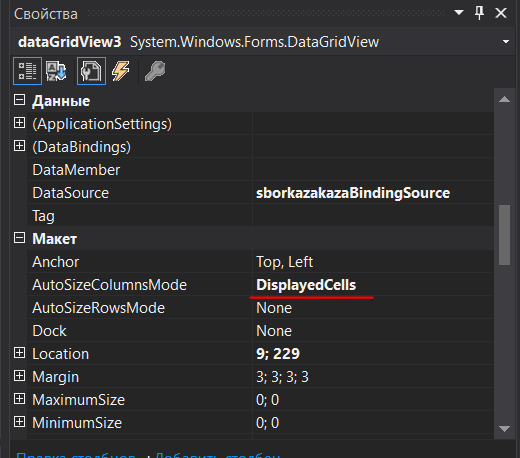 Свойства
dataGridView3 System.Windows.Forms.DataGridView
Данные
(ApplicationSettings)
(DataBindings)
DataMember
DataSource sborkazakazaBindingSource
Tag
Макет
Anchor Top, Left
AutoSizeColumnsMode DisplayedCells
AutoSizeRowsMode None
Dock None
Location 9; 229
Margin 3; 3; 3; 3
MaximumSize 0; 0
MinimumSize 0; 0